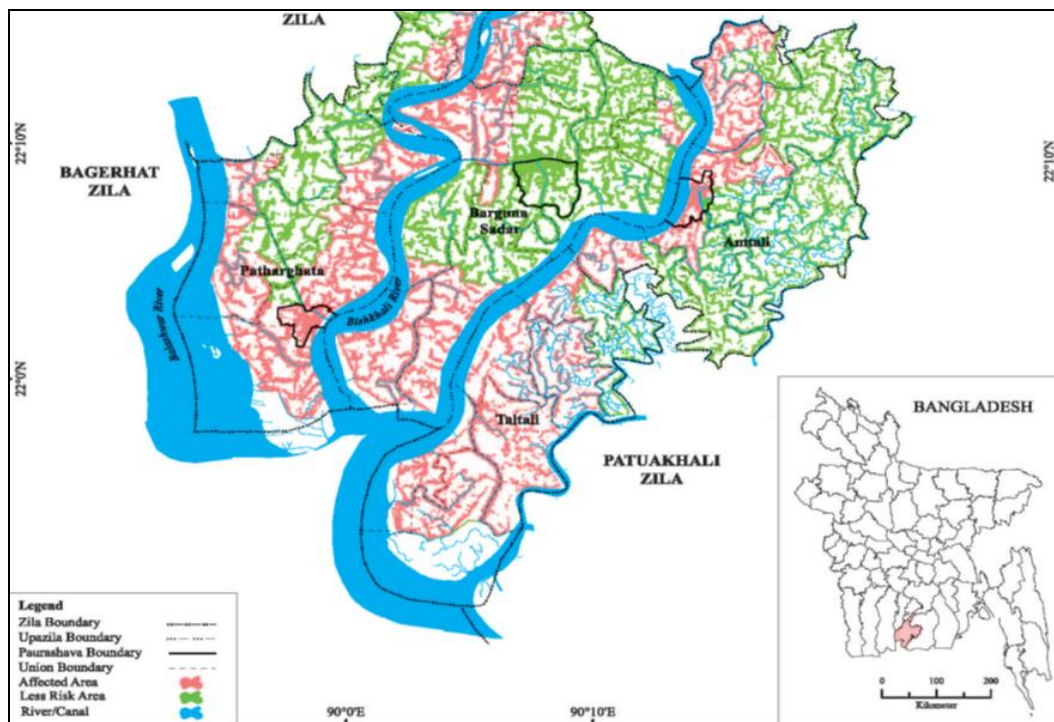 ZILA
22°10'N
22°10'N
BAGERHAT
ZILA
Barguna
Sadar
Amtali
Patharghata
Bishkhali River
Baleshwar River
22°0'N
Taltali
PATUAKHALI
ZILA
BANGLADESH
Legend
Zila Boundary
Upazila Boundary
Paurashava Boundary
Union Boundary
Affected Area
Less Risk Area
River/Canal
0 100 200
Kilometer
90°0'E
90°10'E